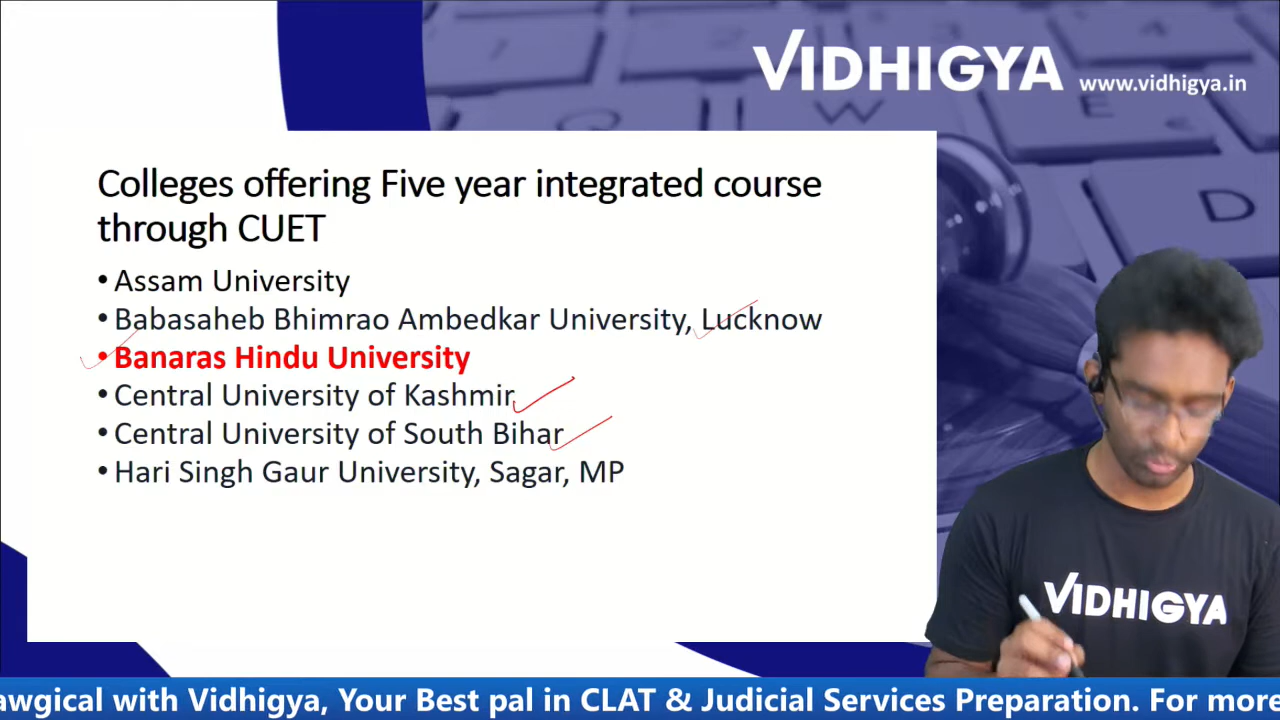 VIDHIGYA www.vidhigya.in
Colleges offering Five year integrated course
through CUET
• Assam University
• Babasaheb Bhimrao Ambedkar University, Lucknow
• Banaras Hindu University
• Central University of Kashmir
• Central University of South Bihar
• Hari Singh Gaur University, Sagar, MP
VIDHIGYA
awgical with Vidhigya, Your Best pal in CLAT & Judicial Services Preparation. For more